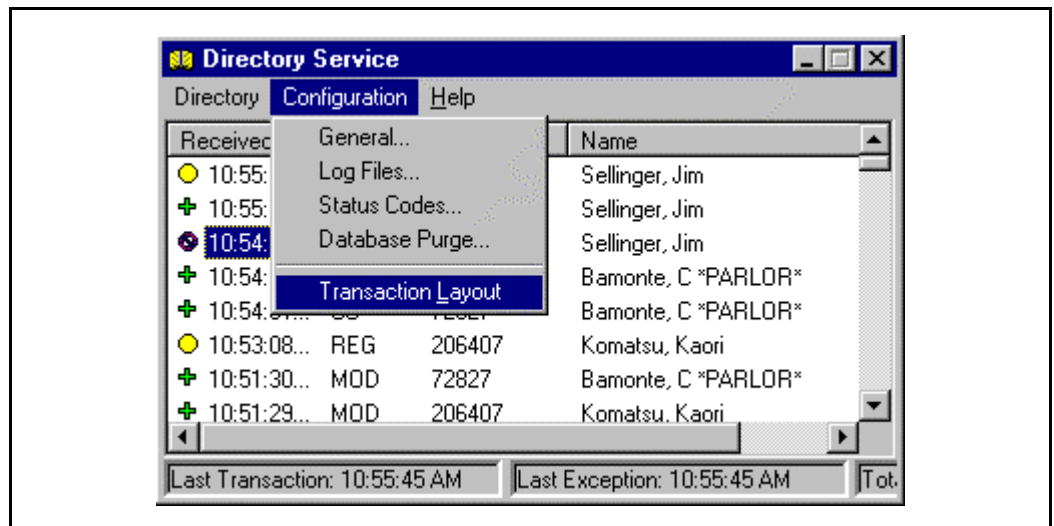 Directory Service
Directory Configuration Help
Received Name
General...
Log Files...
Status Codes...
Database Purge...
Transaction Layout
10:55: Sellinger, Jim
10:55: Sellinger, Jim
10:54: Sellinger, Jim
10:54: Bamonte, C *PARLOR*
10:54: Bamonte, C *PARLOR*
10:53:08... REG 206407 Komatsu, Kaori
10:51:30... MOD 72827 Bamonte, C *PARLOR*
10:51:29... MOD 206407 Komatsu, Kaori
Last Transaction: 10:55:45 AM Last Exception: 10:55:45 AM Tot